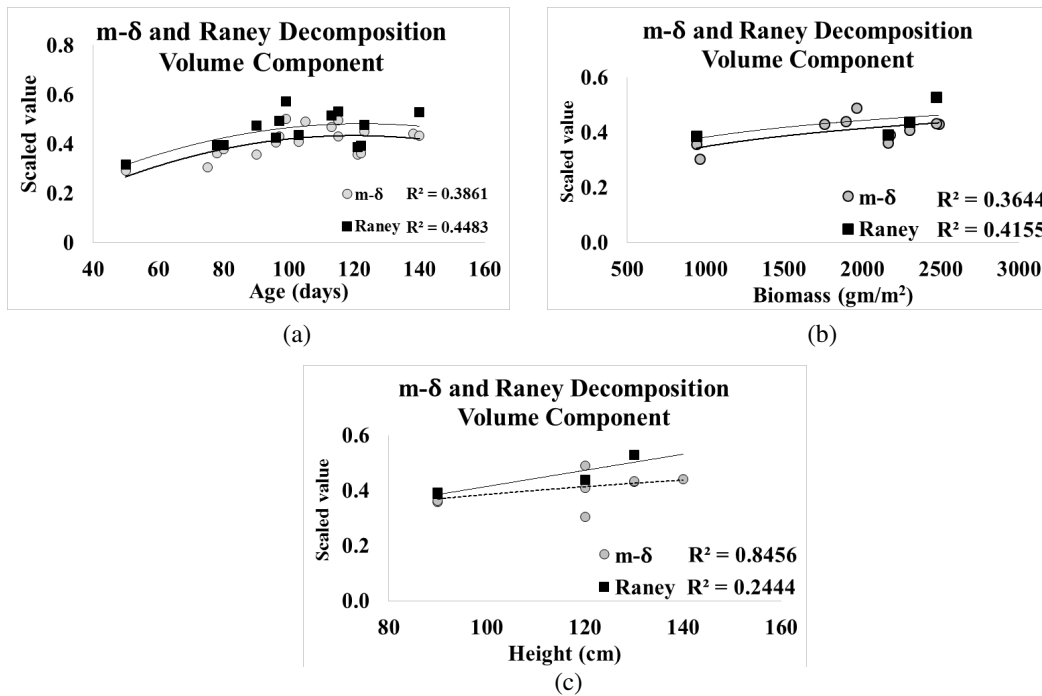 m-δ and Raney Decomposition
Volume Component
Scaled value
0.8
0.6
0.4
0.2
0
m-δ R² = 0.3861
Raney R² = 0.4483
40 60 80 100 120 140 160
Age (days)
(a)
m-δ and Raney Decomposition
Volume Component
Scaled value
0.6
0.4
0.2
0.0
m-δ R² = 0.3644
Raney R² = 0.4155
500 1000 1500 2000 2500 3000
Biomass (gm/m²)
(b)
m-δ and Raney Decomposition
Volume Component
Scaled value
0.6
0.4
0.2
0.0
m-δ R² = 0.8456
Raney R² = 0.2444
80 100 120 140 160
Height (cm)
(c)